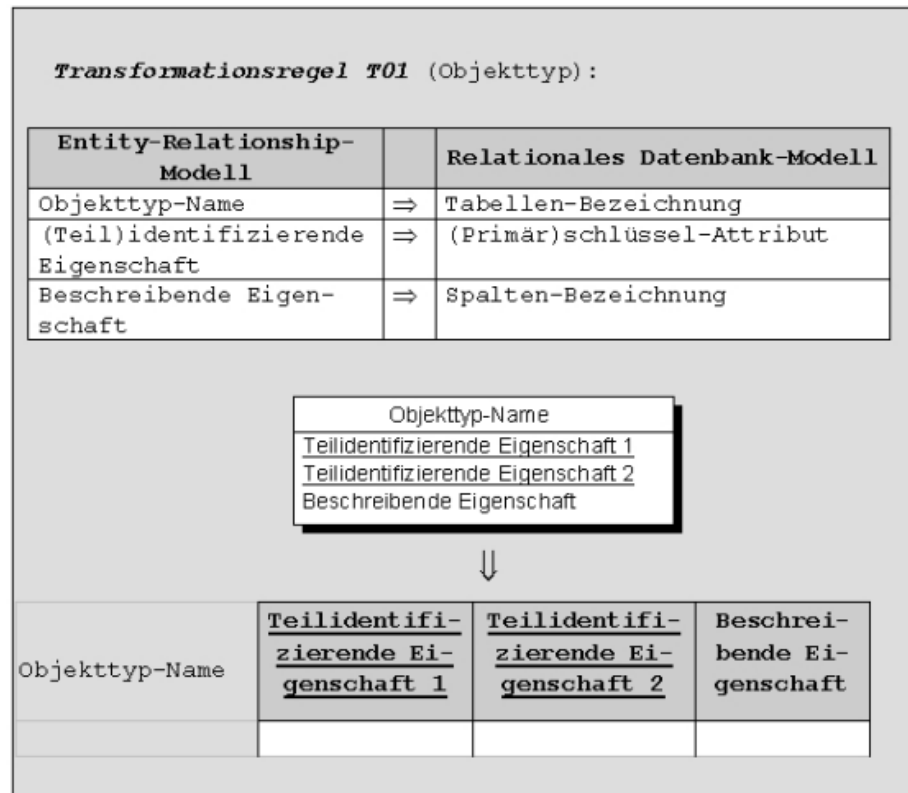 Transformationsregel T01 (Objekttyp):
Entity-Relationship-
Modell
Relationales Datenbank-Modell
Objekttyp-Name ⇒ Tabellen-Bezeichnung
(Teil)identifizierende ⇒ (Primär)schlüssel-Attribut
Eigenschaft
Beschreibende Eigen- ⇒ Spalten-Bezeichnung
schaft
Objekttyp-Name
Teilidentifizierende Eigenschaft 1
Teilidentifizierende Eigenschaft 2
Beschreibende Eigenschaft
⇓
Objekttyp-Name
Teilidentifi-
zierende Ei-
genschaft 1
Teilidentifi-
zierende Ei-
genschaft 2
Beschrei-
bende Ei-
genschaft